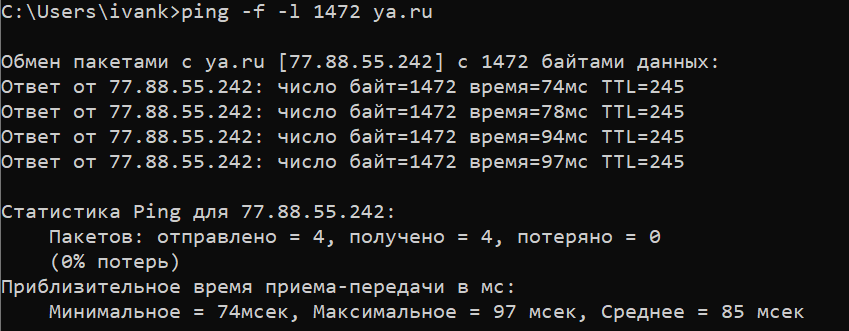 C:\Users\ivank>ping -f -l 1472 ya.ru
Обмен пакетами с ya.ru [77.88.55.242] с 1472 байтами данных:
Ответ от 77.88.55.242: число байт=1472 время=74мс TTL=245
Ответ от 77.88.55.242: число байт=1472 время=78мс TTL=245
Ответ от 77.88.55.242: число байт=1472 время=94мс TTL=245
Ответ от 77.88.55.242: число байт=1472 время=97мс TTL=245
Статистика Ping для 77.88.55.242:
    Пакетов: отправлено = 4, получено = 4, потеряно = 0
    (0% потерь)
Приблизительное время приема-передачи в мс:
    Минимальное = 74мсек, Максимальное = 97 мсек, Среднее = 85 мсек